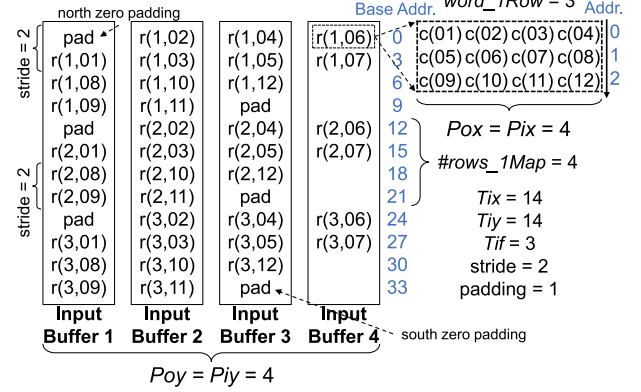 north zero padding
Base Addr.
word_1Row = 3
Addr.
stride = 2
pad r(1,02) r(1,04) r(1,06) 0
r(1,01) r(1,03) r(1,05) r(1,07) 3
r(1,08) r(1,10) r(1,12) 6
r(1,09) r(1,11) pad 9
pad r(2,02) r(2,04) r(2,06) 12
r(2,01) r(2,03) r(2,05) r(2,07) 15
stride = 2
r(2,08) r(2,10) r(2,12) 18
r(2,09) r(2,11) pad 21
pad r(3,02) r(3,04) r(3,06) 24
r(3,01) r(3,03) r(3,05) r(3,07) 27
r(3,08) r(3,10) r(3,12) 30
r(3,09) r(3,11) pad 33
c(01) c(02) c(03) c(04) 0
c(05) c(06) c(07) c(08) 1
c(09) c(10) c(11) c(12) 2
Pox = Pix = 4
#rows_1Map = 4
Tix = 14
Tiy = 14
Tif = 3
stride = 2
padding = 1
Input Input Input Input
Buffer 1 Buffer 2 Buffer 3 Buffer 4
south zero padding
Poy = Piy = 4